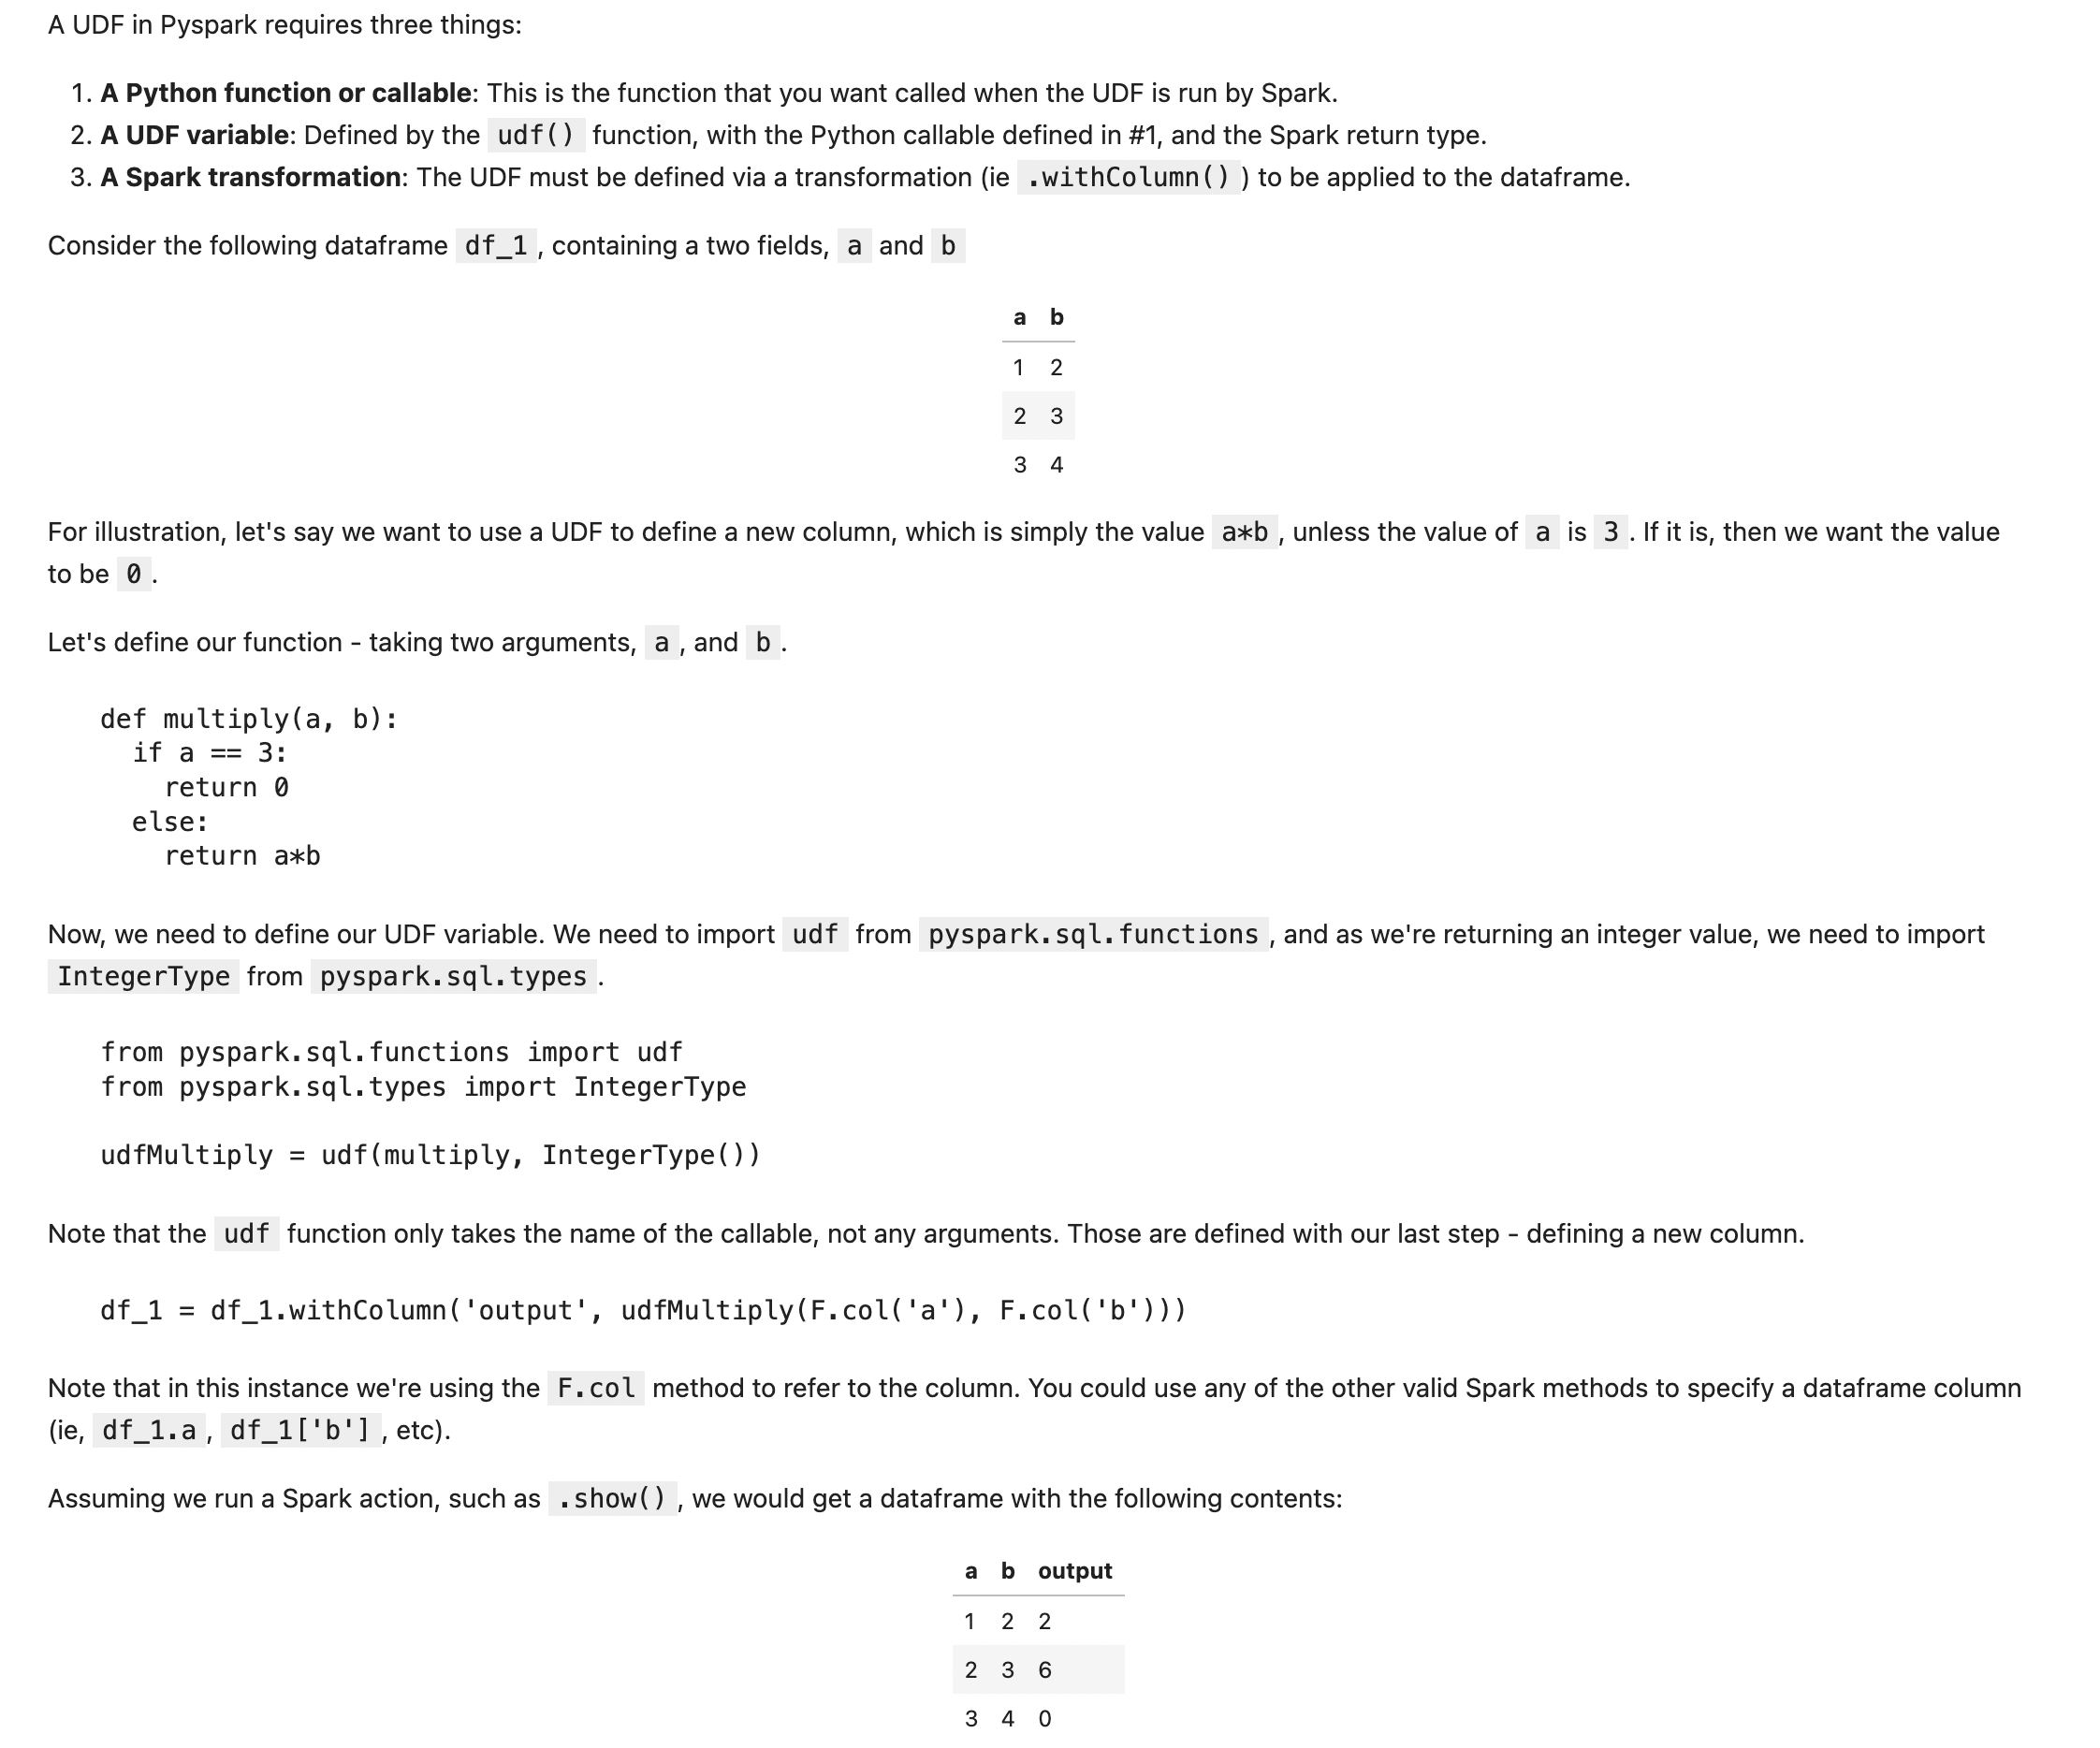 A UDF in Pyspark requires three things:
1. A Python function or callable: This is the function that you want called when the UDF is run by Spark.
2. A UDF variable: Defined by the udf() function, with the Python callable defined in #1, and the Spark return type.
3. A Spark transformation: The UDF must be defined via a transformation (ie .withColumn() ) to be applied to the dataframe.
Consider the following dataframe df_1 , containing a two fields, a and b
a b
1 2
2 3
3 4
For illustration, let's say we want to use a UDF to define a new column, which is simply the value a*b , unless the value of a is 3 . If it is, then we want the value
to be 0 .
Let's define our function - taking two arguments, a , and b .
def multiply(a, b):
  if a == 3:
    return 0
  else:
    return a*b
Now, we need to define our UDF variable. We need to import udf from pyspark.sql.functions , and as we're returning an integer value, we need to import
IntegerType from pyspark.sql.types .
from pyspark.sql.functions import udf
from pyspark.sql.types import IntegerType
udfMultiply = udf(multiply, IntegerType())
Note that the udf function only takes the name of the callable, not any arguments. Those are defined with our last step - defining a new column.
df_1 = df_1.withColumn('output', udfMultiply(F.col('a'), F.col('b')))
Note that in this instance we're using the F.col method to refer to the column. You could use any of the other valid Spark methods to specify a dataframe column
(ie, df_1.a , df_1['b'] , etc).
Assuming we run a Spark action, such as .show() , we would get a dataframe with the following contents:
a b output
1 2 2
2 3 6
3 4 0